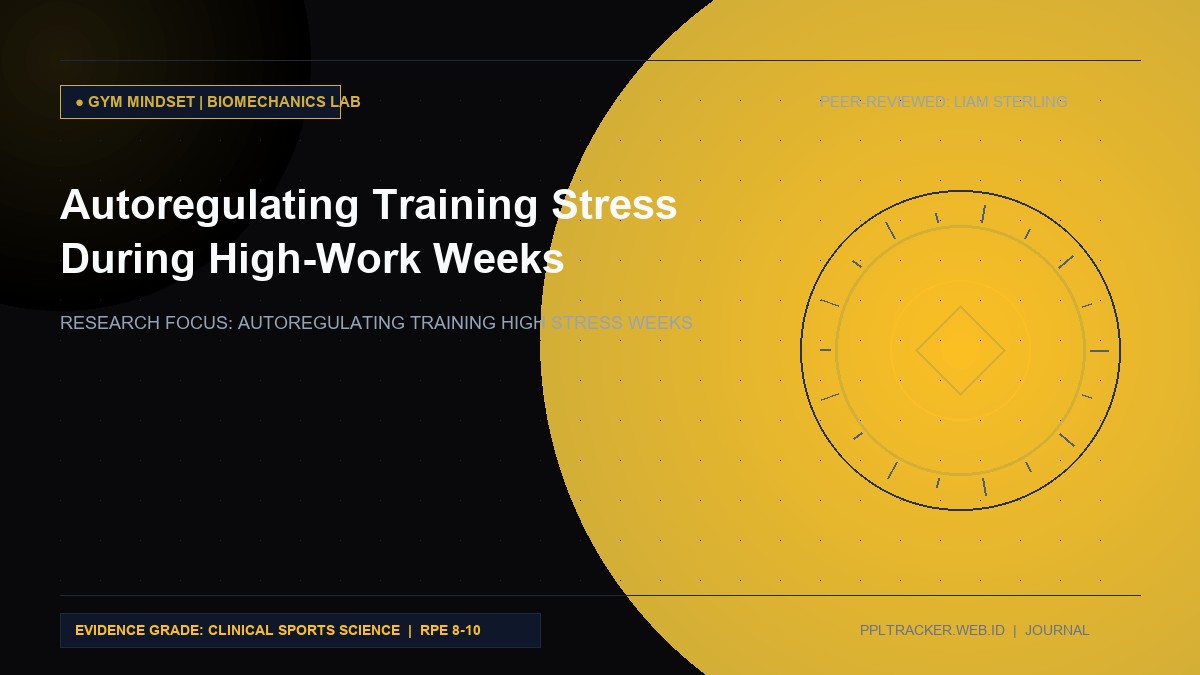 ● GYM MINDSET | BIOMECHANICS LAB
PEER-REVIEWED: LIAM STERLING
Autoregulating Training Stress
During High-Work Weeks
RESEARCH FOCUS: AUTOREGULATING TRAINING HIGH STRESS WEEKS
EVIDENCE GRADE: CLINICAL SPORTS SCIENCE | RPE 8-10
PPLTRACKER.WEB.ID | JOURNAL